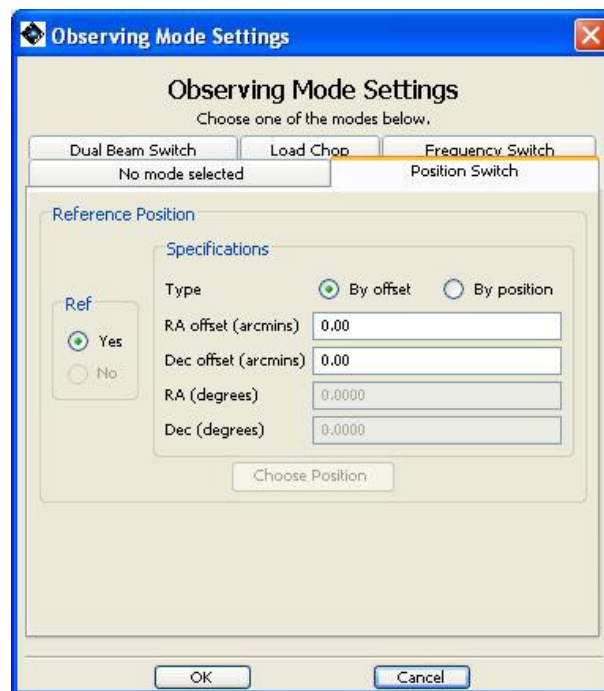 Observing Mode Settings
Observing Mode Settings
Choose one of the modes below.
Dual Beam Switch Load Chop Frequency Switch
No mode selected Position Switch
Reference Position
Specifications
Type By offset By position
Ref
RA offset (arcmins) 0.00
Yes
Dec offset (arcmins) 0.00
No
RA (degrees) 0.0000
Dec (degrees) 0.0000
Choose Position
OK Cancel